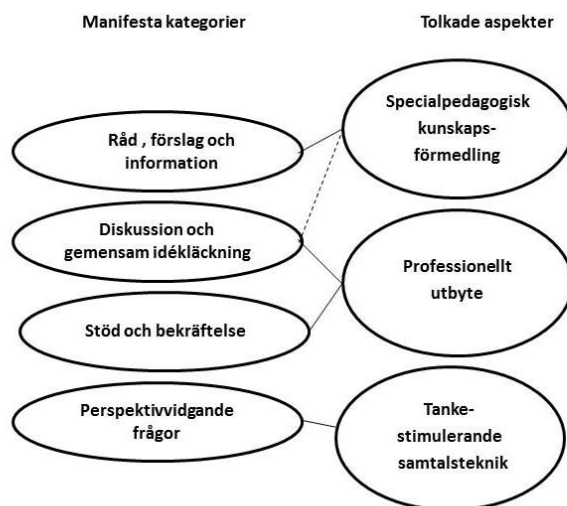 Manifesta kategorier
Tolkade aspekter
Råd , förslag och
information
Diskussion och
gemensam idékläckning
Stöd och bekräftelse
Perspektivvidgande
frågor
Specialpedagogisk
kunskaps-
förmedling
Professionellt
utbyte
Tanke-
stimulerande
samtalsteknik